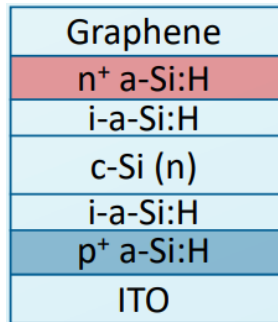 Graphene
n⁺ a-Si:H
i-a-Si:H
c-Si (n)
i-a-Si:H
p⁺ a-Si:H
ITO